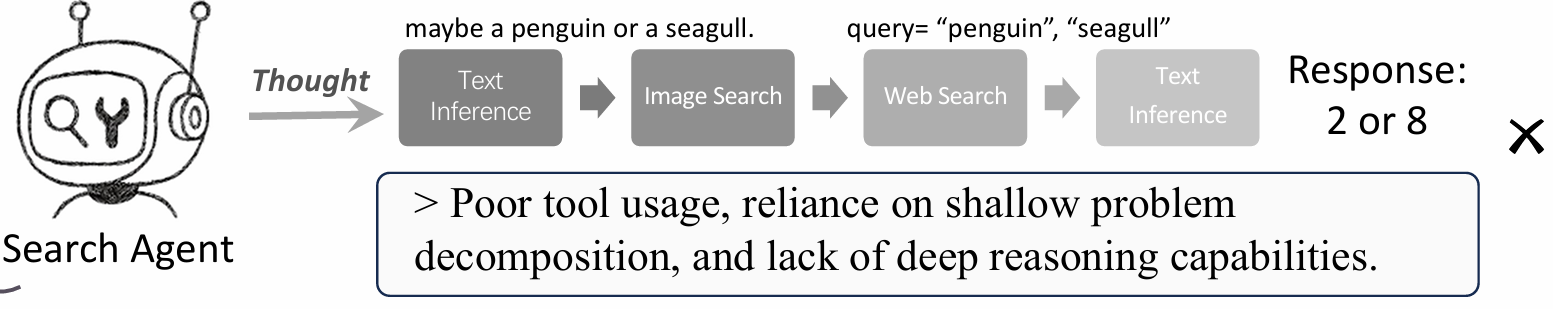 maybe a penguin or a seagull.
query= “penguin”, “seagull”
Thought
Text
Inference
Image Search
Web Search
Text
Inference
Response:
2 or 8
Search Agent
> Poor tool usage, reliance on shallow problem
decomposition, and lack of deep reasoning capabilities.